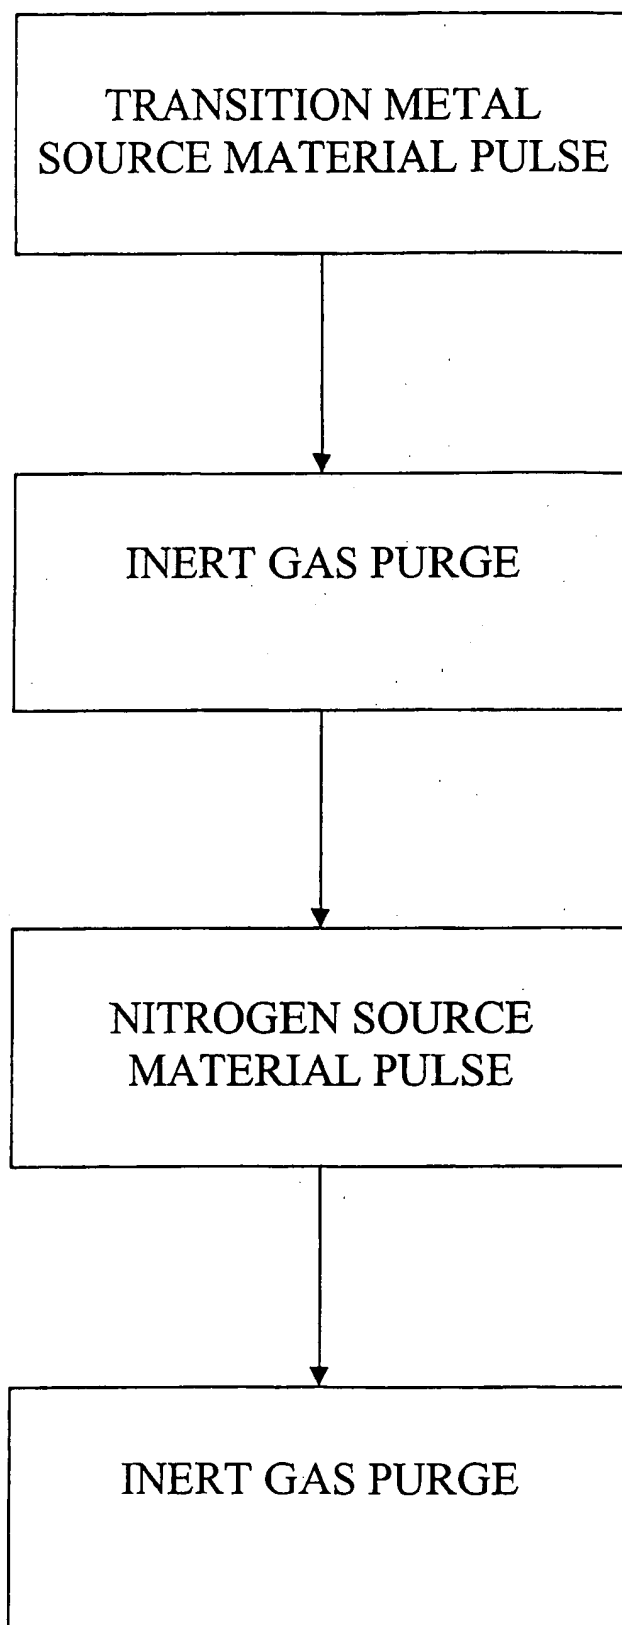 TRANSITION METAL
SOURCE MATERIAL PULSE
INERT GAS PURGE
NITROGEN SOURCE
MATERIAL PULSE
INERT GAS PURGE